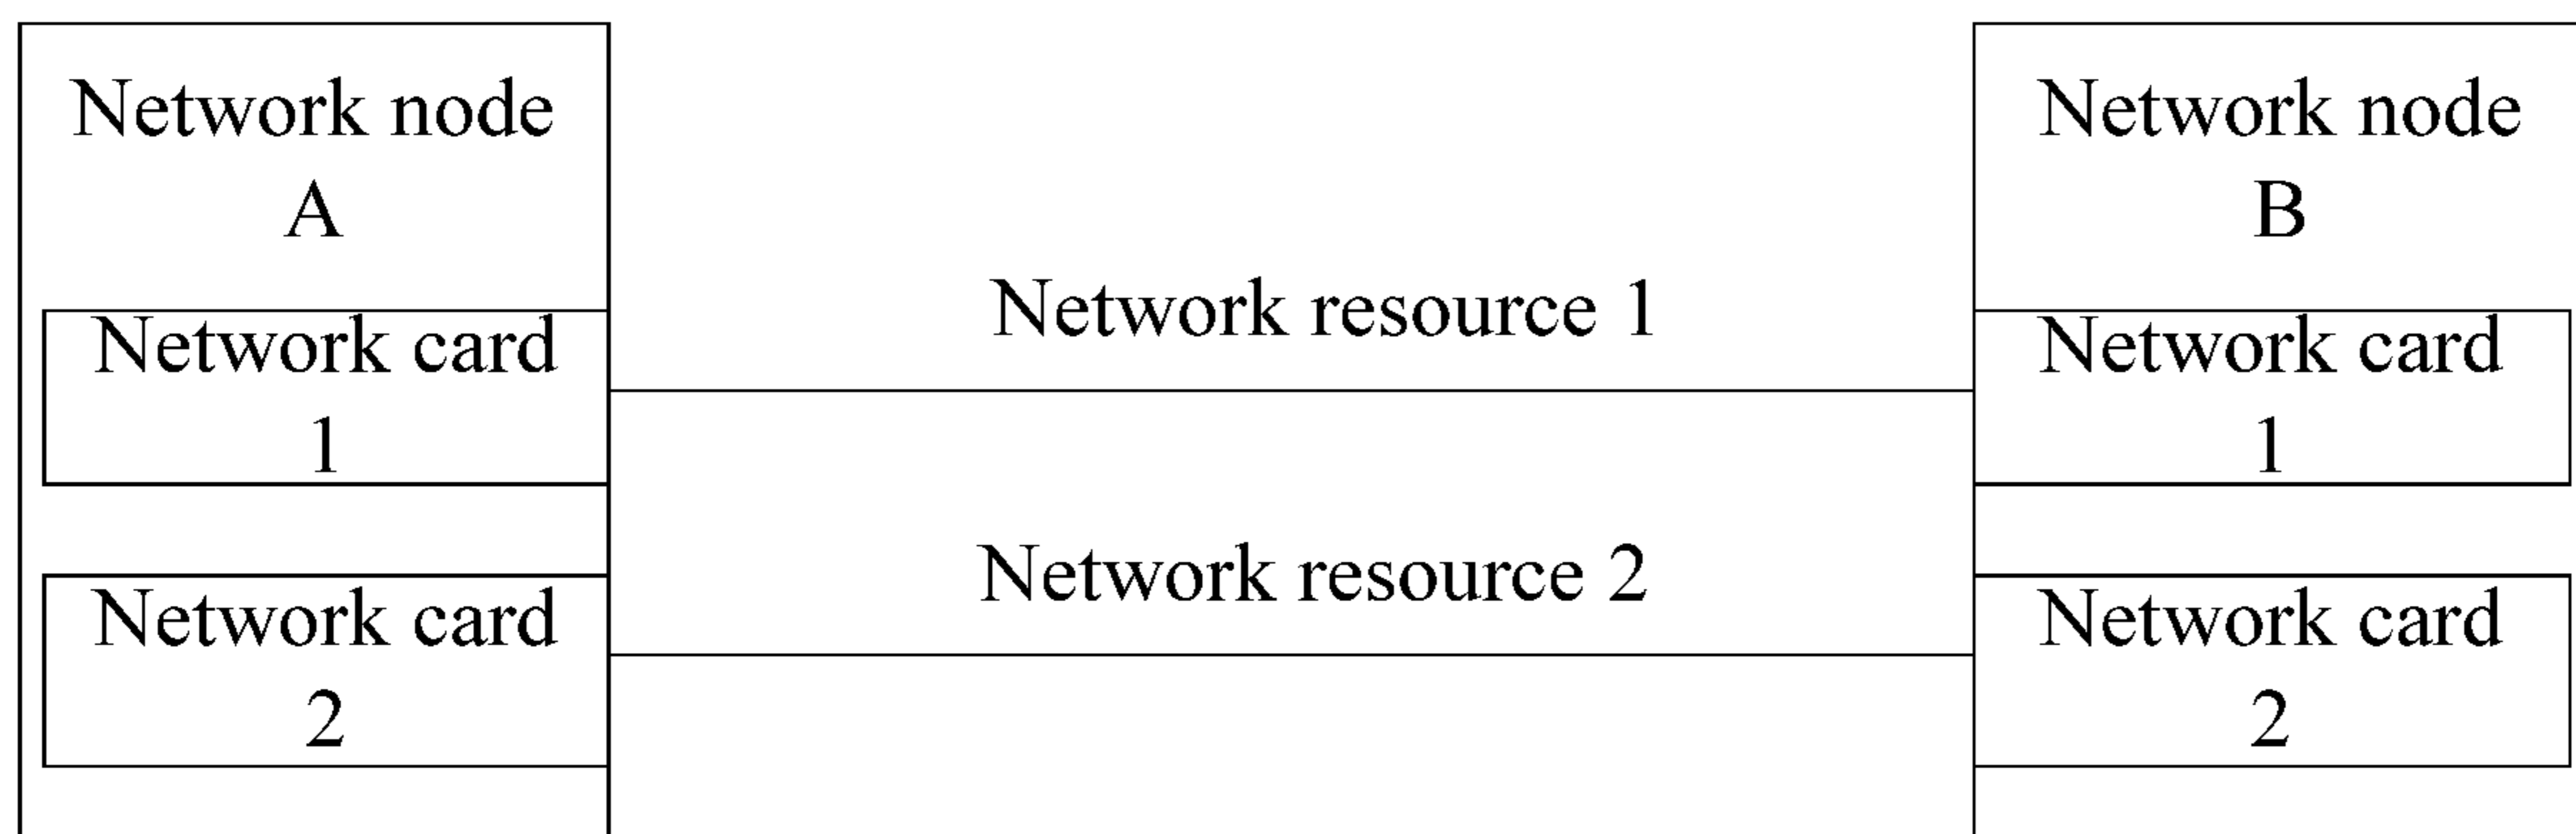 Network node
A
Network card
1
Network card
2
Network resource 1
Network resource 2
Network node
B
Network card
1
Network card
2